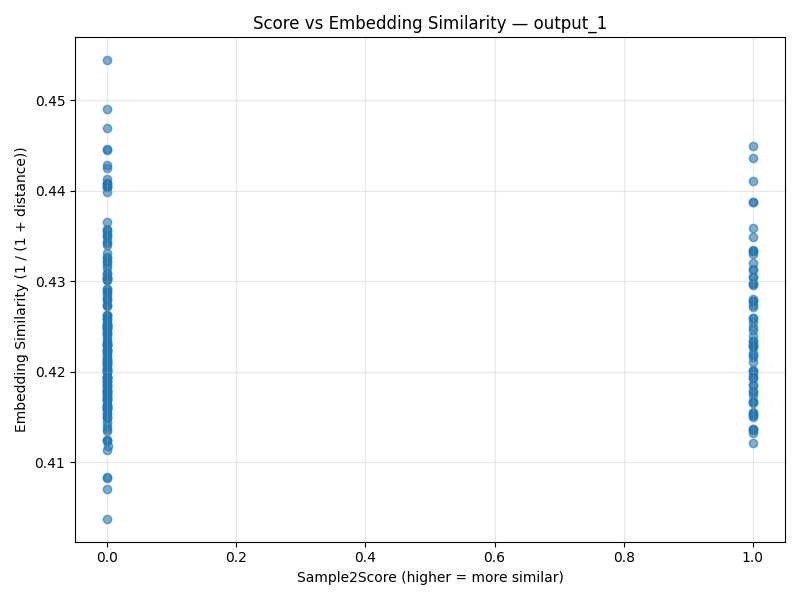 Score vs Embedding Similarity — output_1
Embedding Similarity (1 / (1 + distance))
0.45
0.44
0.43
0.42
0.41
0.0 0.2 0.4 0.6 0.8 1.0
Sample2Score (higher = more similar)